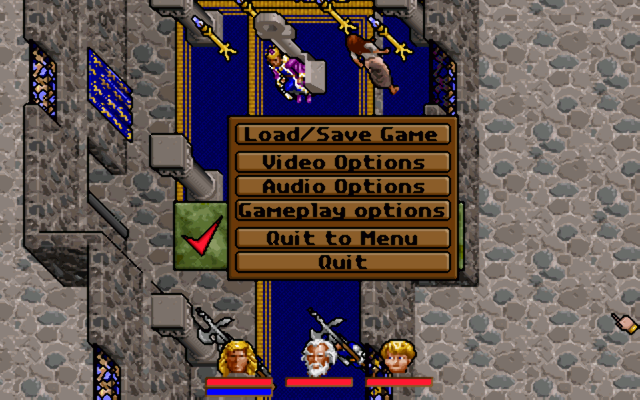 Load/Save Game
Video Options
Audio Options
Gameplay options
Quit to Menu
Quit